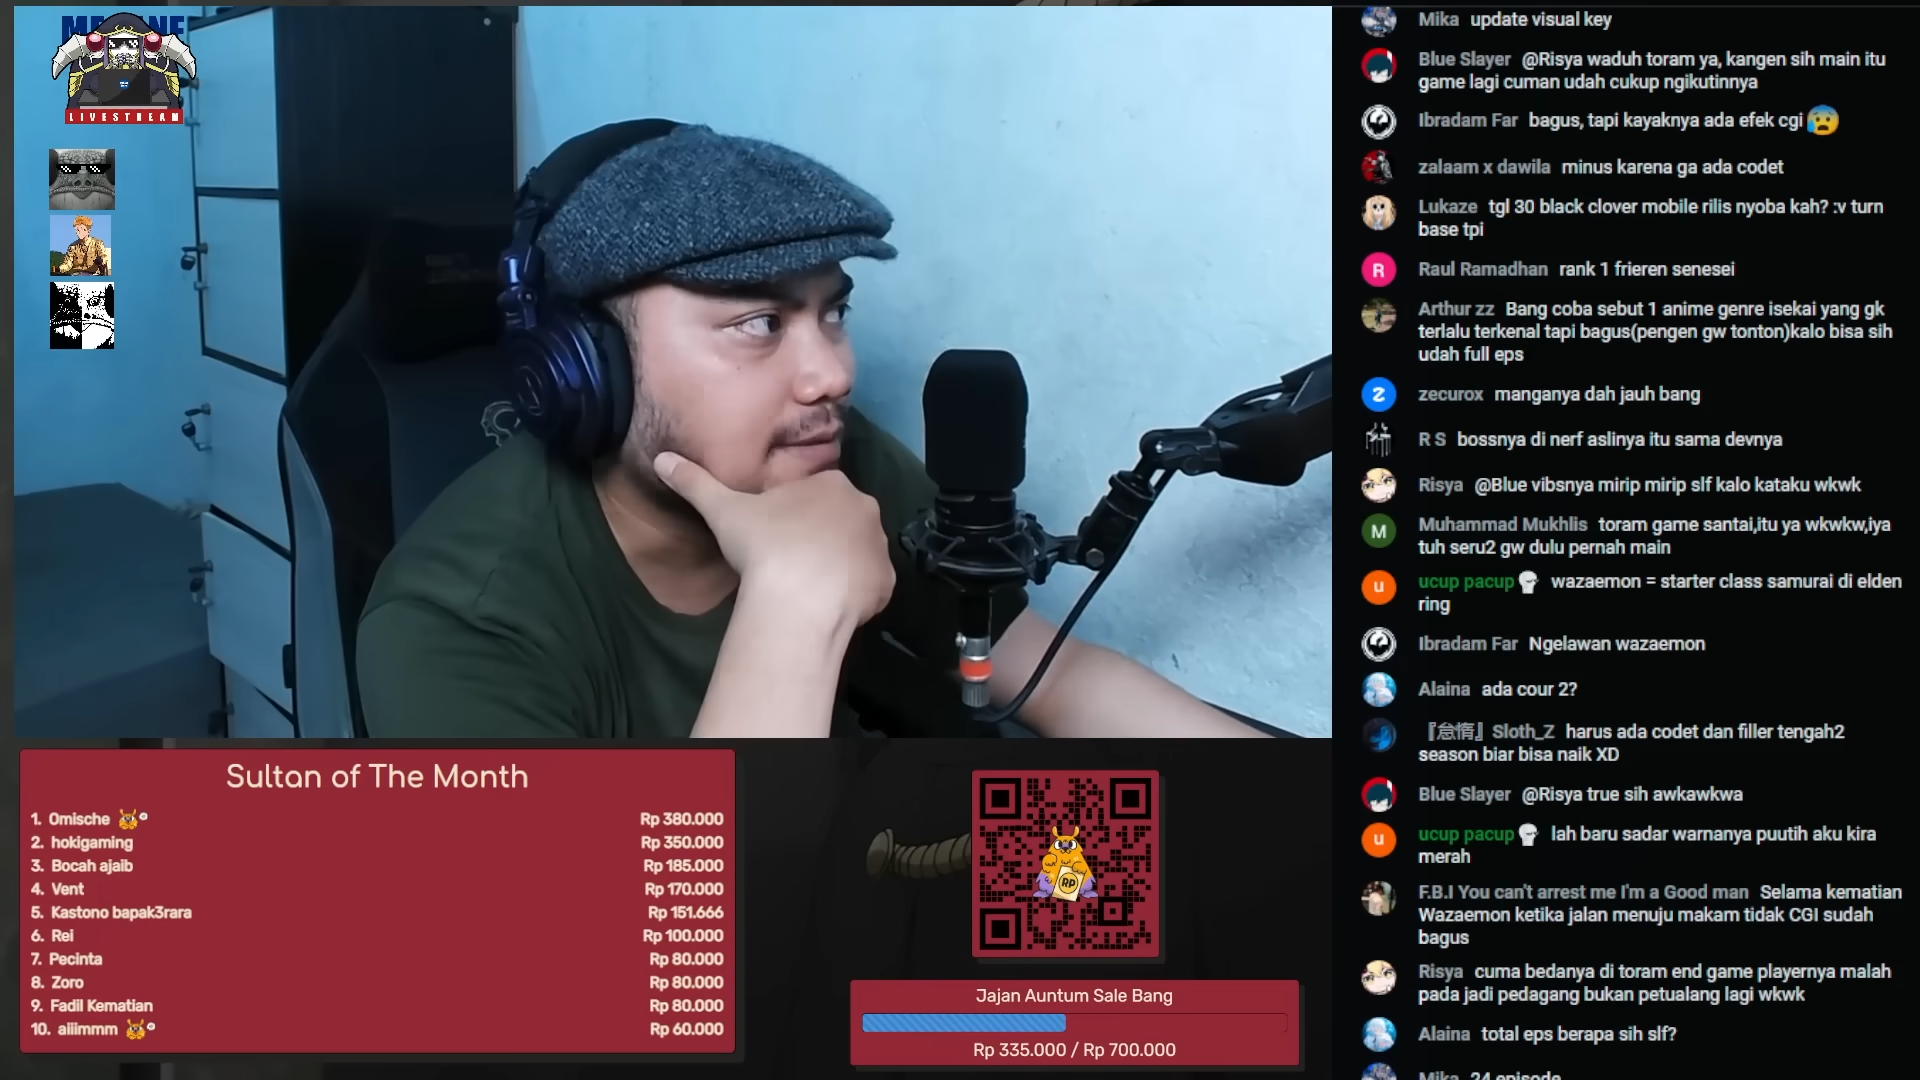 LIVESTREAM
Sultan of The Month
1. Omische Rp 380.000
2. hokigaming Rp 350.000
3. Bocah ajaib Rp 185.000
4. Vent Rp 170.000
5. Kastono bapak3rara Rp 151.666
6. Rei Rp 100.000
7. Pecinta Rp 80.000
8. Zoro Rp 80.000
9. Fadil Kematian Rp 80.000
10. aiiimmm Rp 60.000
RP
Jajan Auntum Sale Bang
Rp 335.000 / Rp 700.000
Mika update visual key
Blue Slayer @Risya waduh toram ya, kangen sih main itu
game lagi cuman udah cukup ngikutinnya
Ibradam Far bagus, tapi kayaknya ada efek cgi 😰
zalaam x dawila minus karena ga ada codet
Lukaze tgl 30 black clover mobile rilis nyoba kah? :v turn
base tpi
R Raul Ramadhan rank 1 frieren senesei
Arthur zz Bang coba sebut 1 anime genre isekai yang gk
terlalu terkenal tapi bagus(pengen gw tonton)kalo bisa sih
udah full eps
z zecurox manganya dah jauh bang
R S bossnya di nerf aslinya itu sama devnya
Risya @Blue vibsnya mirip mirip slf kalo kataku wkwk
M Muhammad Mukhlis toram game santai,itu ya wkwkw,iya
tuh seru2 gw dulu pernah main
u ucup pacup wazaemon = starter class samurai di elden
ring
Ibradam Far Ngelawan wazaemon
Alaina ada cour 2?
『怠惰』Sloth_Z harus ada codet dan filler tengah2
season biar bisa naik XD
Blue Slayer @Risya true sih awkawkwa
u ucup pacup lah baru sadar warnanya puutih aku kira
merah
F.B.I You can't arrest me I'm a Good man Selama kematian
Wazaemon ketika jalan menuju makam tidak CGI sudah
bagus
Risya cuma bedanya di toram end game playernya malah
pada jadi pedagang bukan petualang lagi wkwk
Alaina total eps berapa sih slf?
Mika 24 episode